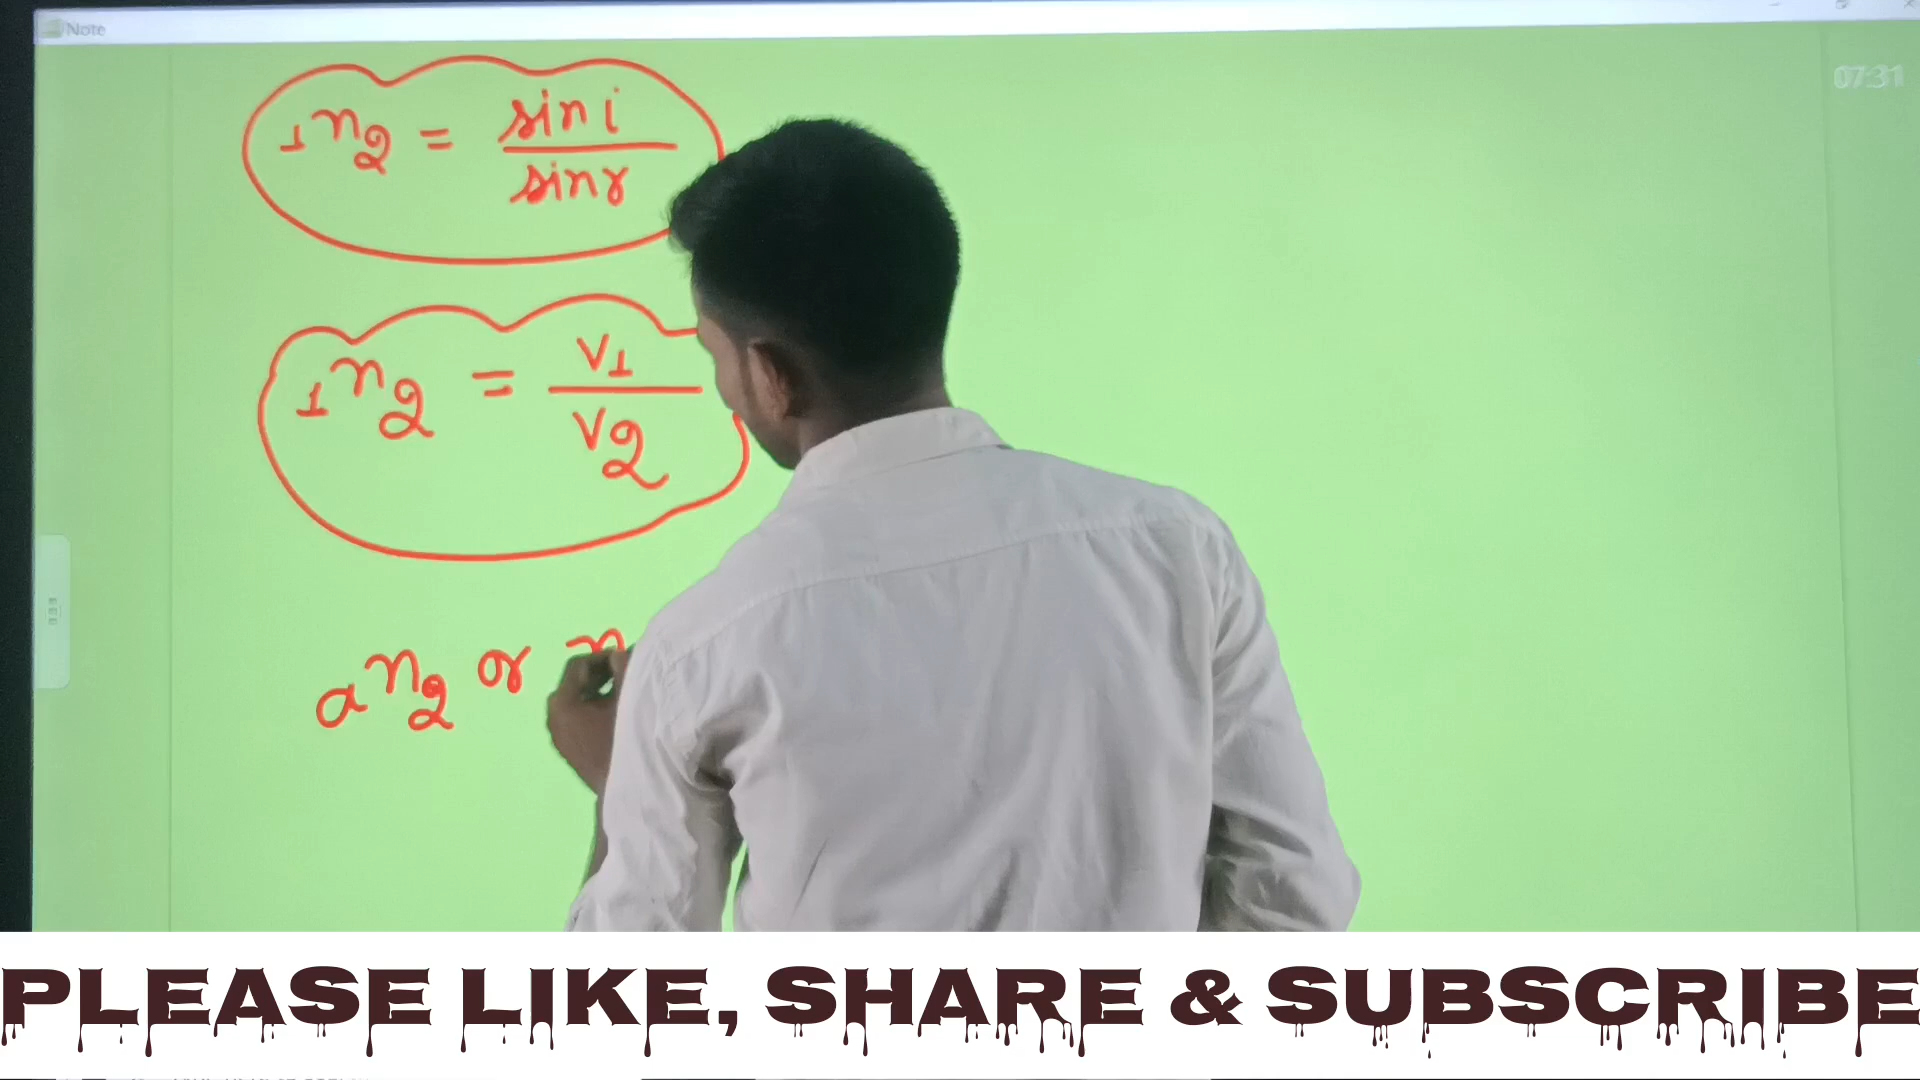 Note
07:31
1n2 = sin i / sin r
1n2 = v1 / v2
an2 or n
PLEASE LIKE, SHARE & SUBSCRIBE